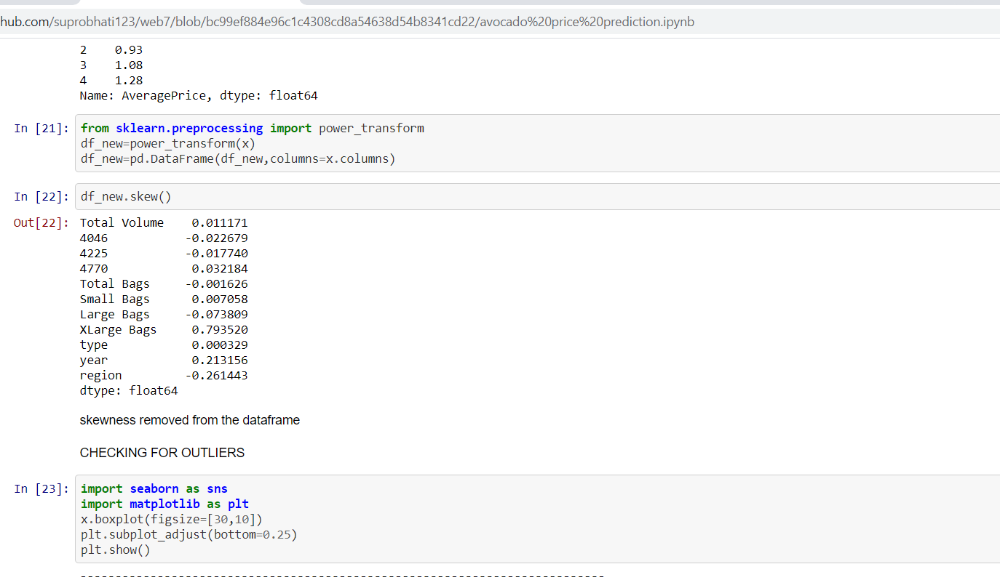 hub.com/suprobhati123/web7/blob/bc99ef884e96c1c4308cd8a54638d54b8341cd22/avocado%20price%20prediction.ipynb
2    0.93
3    1.08
4    1.28
Name: AveragePrice, dtype: float64
In [21]: from sklearn.preprocessing import power_transform
df_new=power_transform(x)
df_new=pd.DataFrame(df_new,columns=x.columns)
In [22]: df_new.skew()
Out[22]: Total Volume    0.011171
4046           -0.022679
4225           -0.017740
4770            0.032184
Total Bags     -0.001626
Small Bags      0.007058
Large Bags     -0.073809
XLarge Bags     0.793520
type            0.000329
year            0.213156
region         -0.261443
dtype: float64
skewness removed from the dataframe
CHECKING FOR OUTLIERS
In [23]: import seaborn as sns
import matplotlib as plt
x.boxplot(figsize=[30,10])
plt.subplot_adjust(bottom=0.25)
plt.show()
---------------------------------------------------------------------------